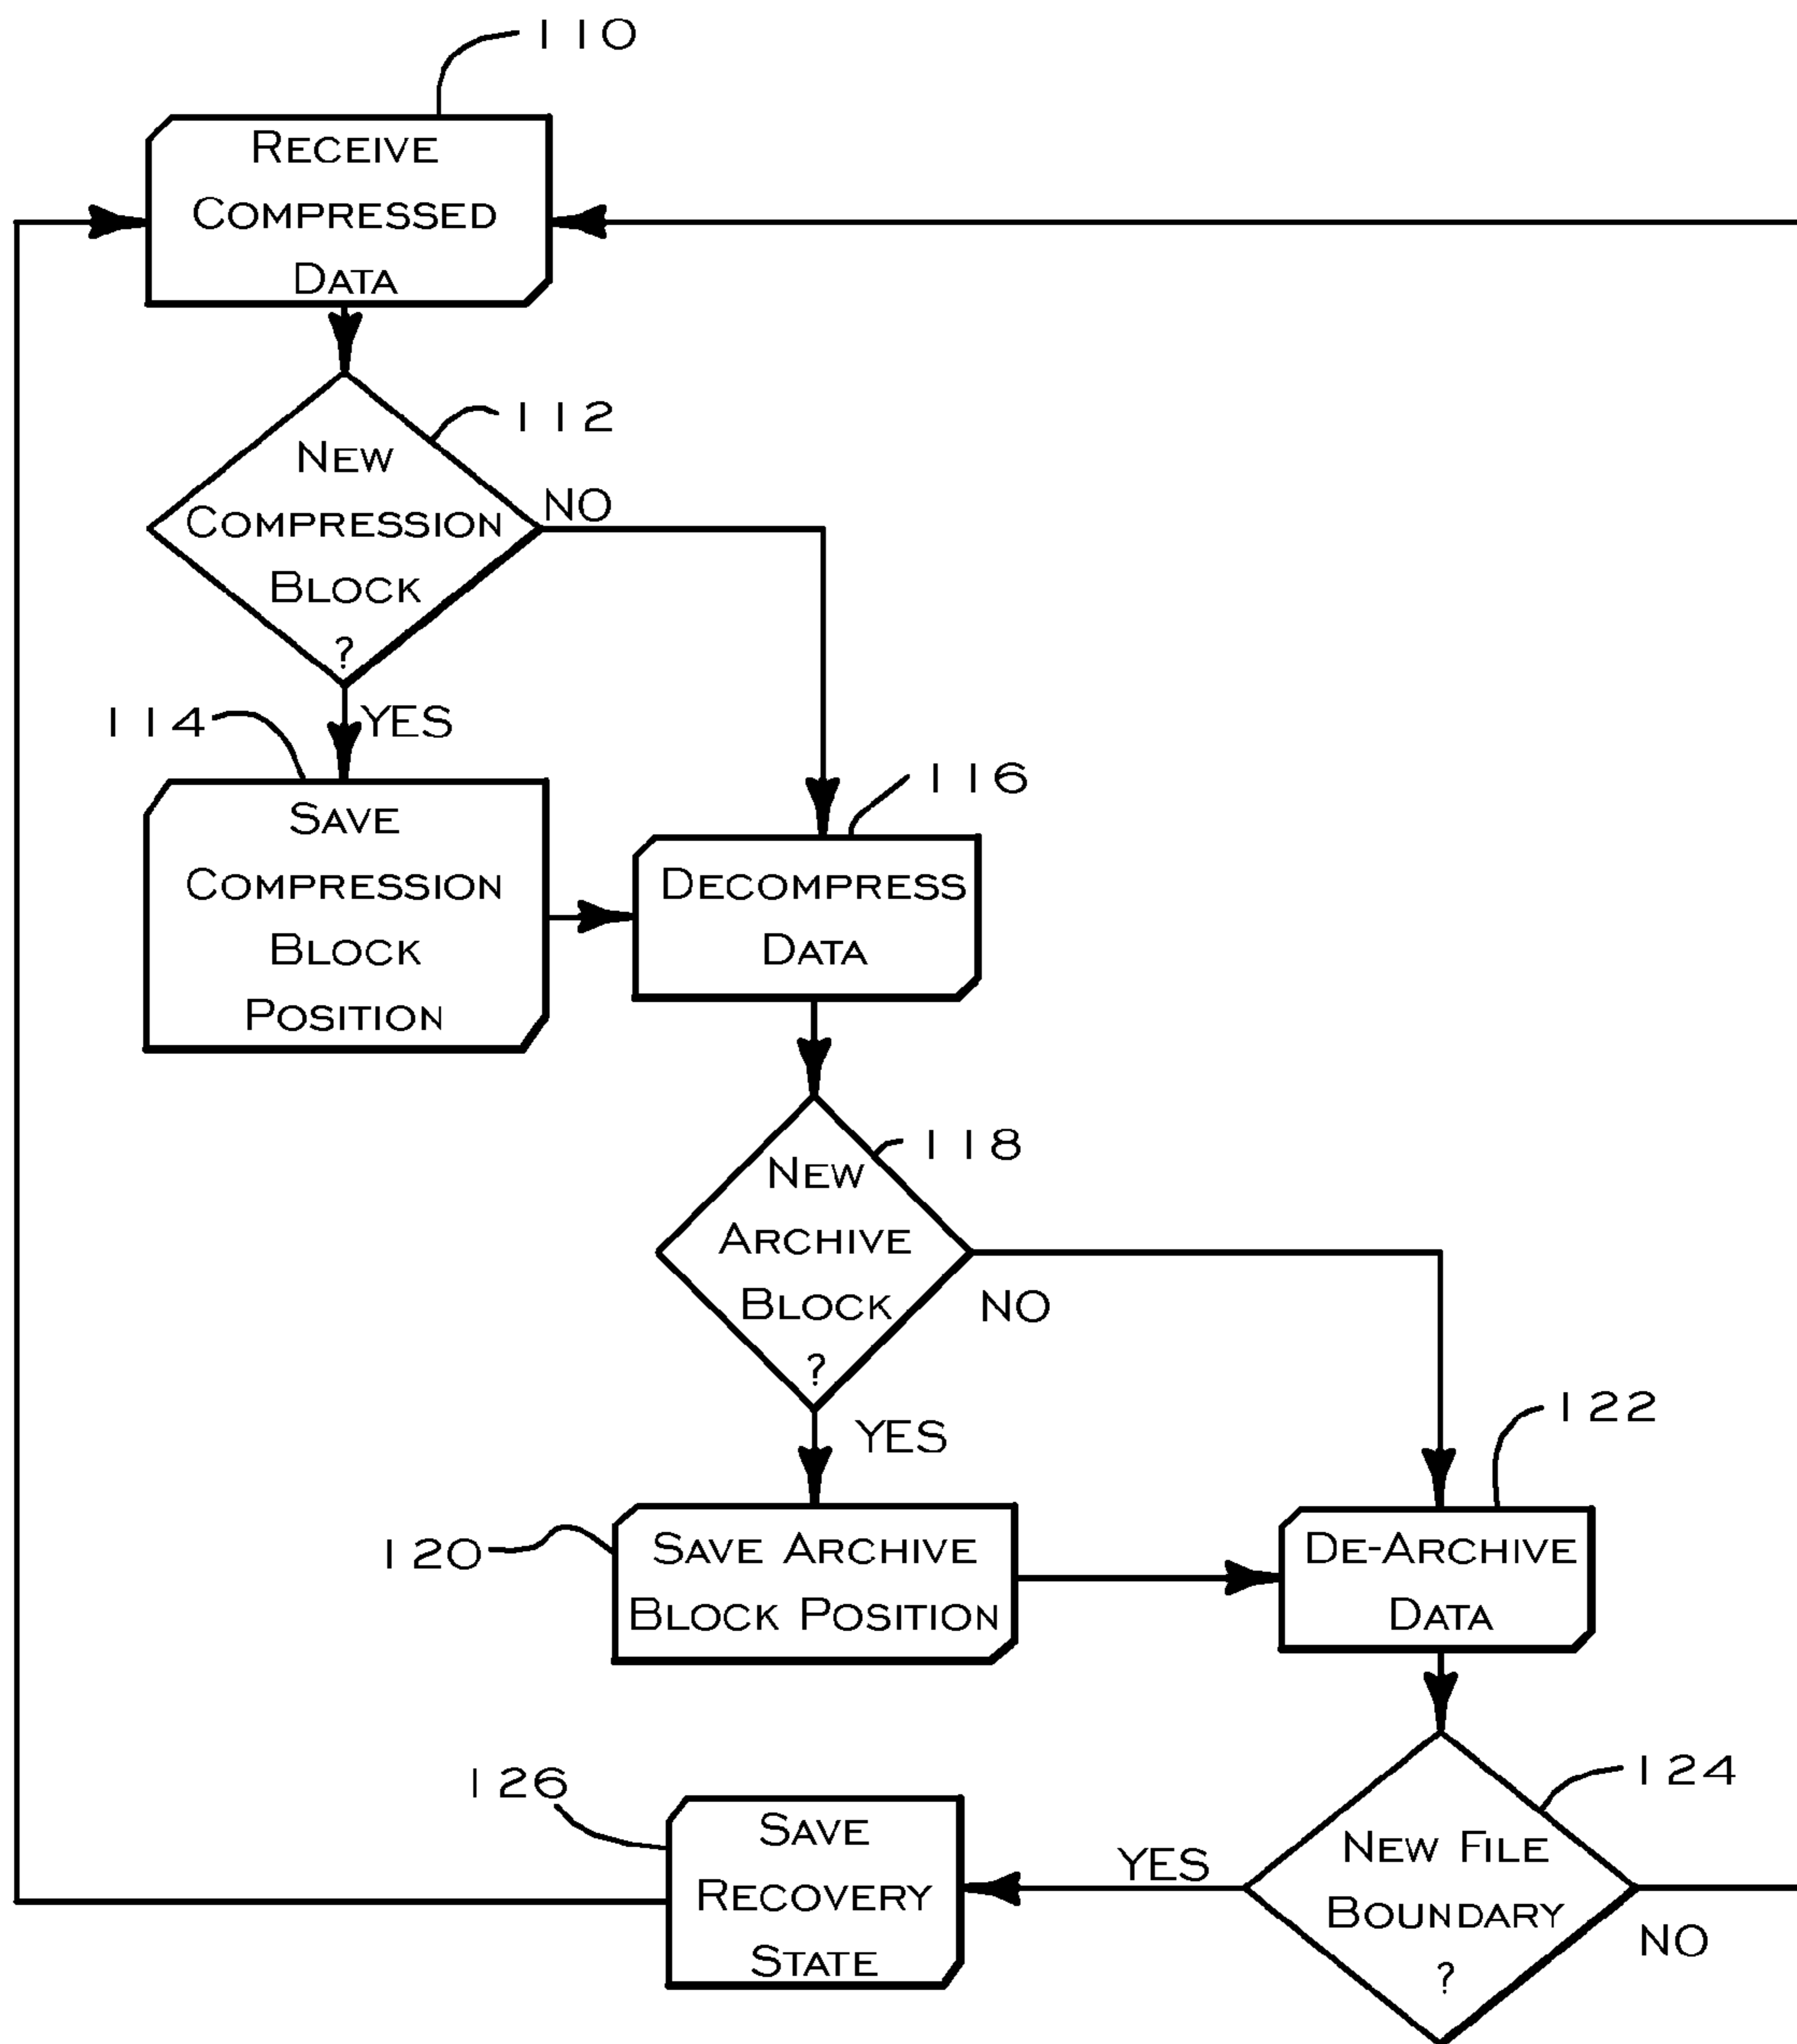 110
RECEIVE
COMPRESSED
DATA
112
NEW
COMPRESSION
BLOCK
?
NO
YES
114
SAVE
COMPRESSION
BLOCK
POSITION
116
DECOMPRESS
DATA
118
NEW
ARCHIVE
BLOCK
?
NO
YES
120
SAVE ARCHIVE
BLOCK POSITION
122
DE-ARCHIVE
DATA
124
NEW FILE
BOUNDARY
?
YES
NO
126
SAVE
RECOVERY
STATE